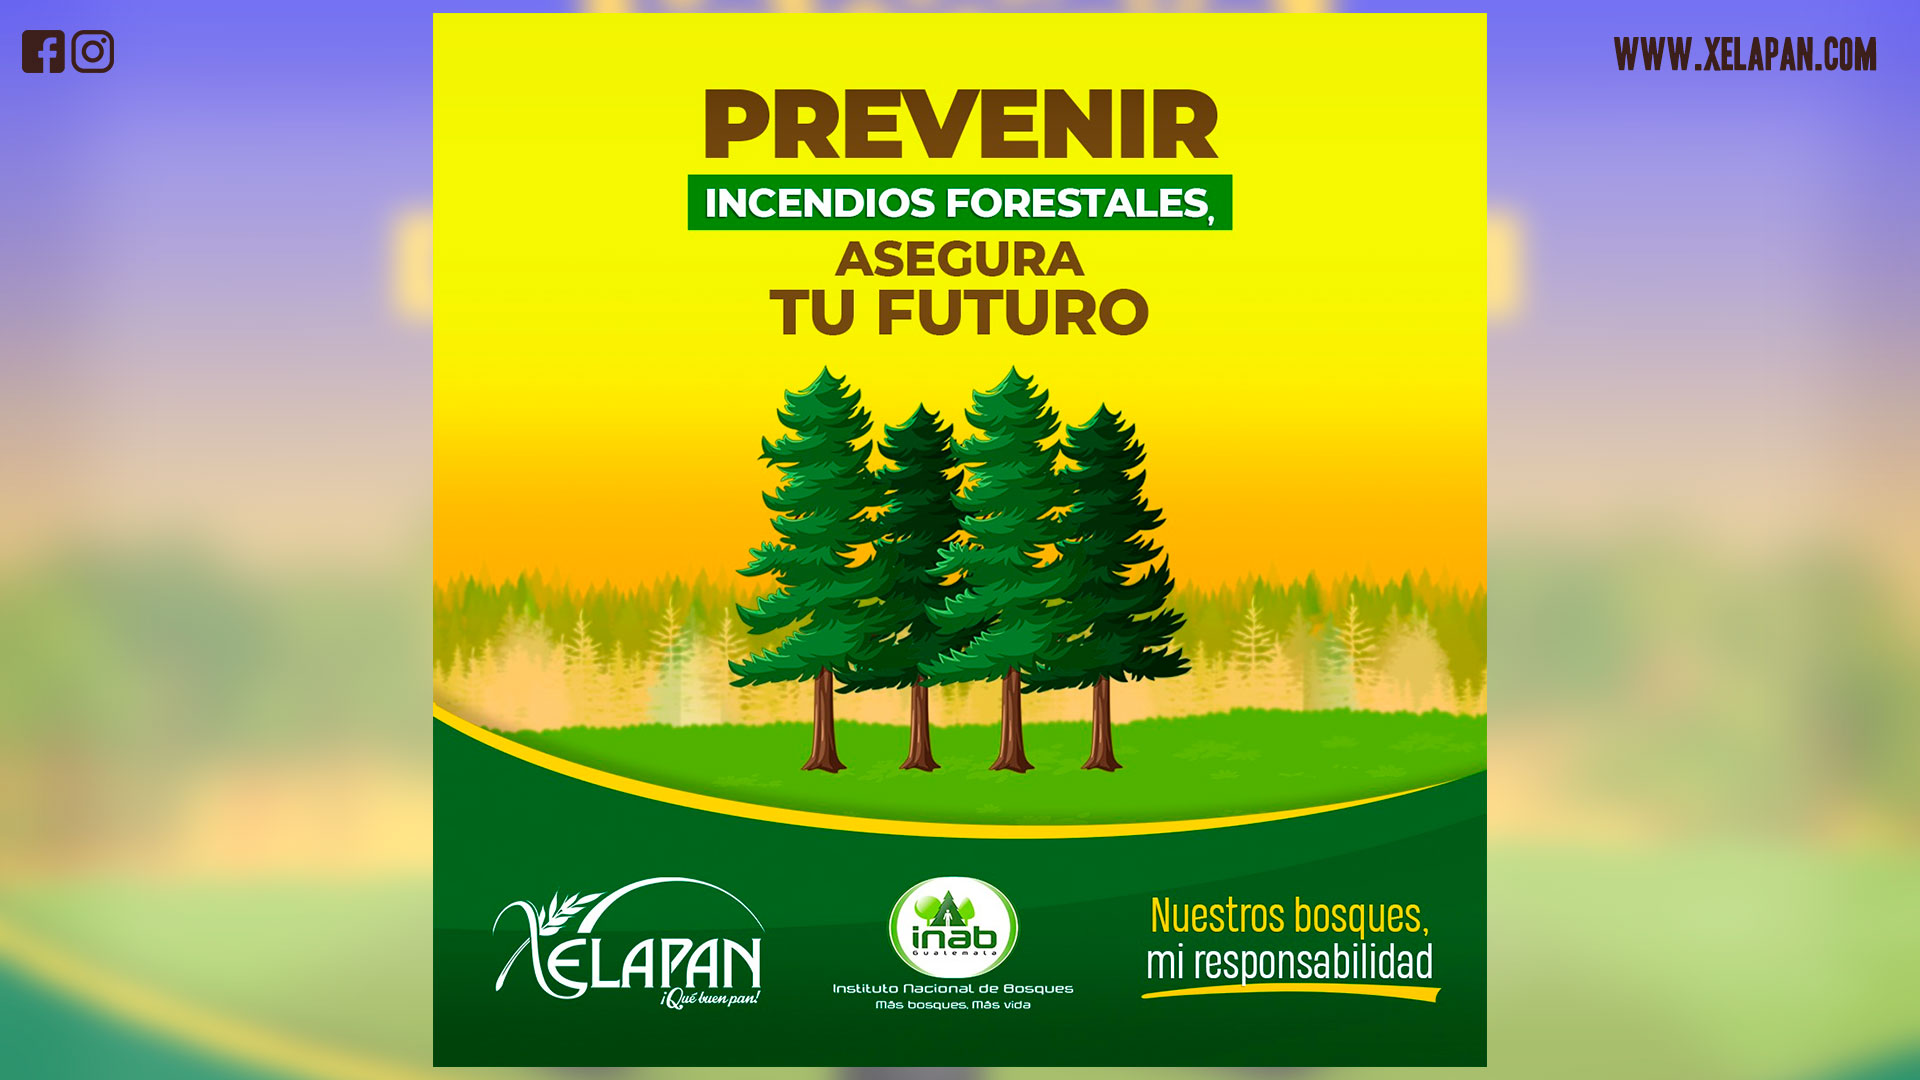 WWW.XELAPAN.COM
PREVENIR
INCENDIOS FORESTALES,
ASEGURA
TU FUTURO
XELAPAN
¡Qué buen pan!
inab
Guatemala
Instituto Nacional de Bosques
Más bosques, Más vida
Nuestros bosques,
mi responsabilidad